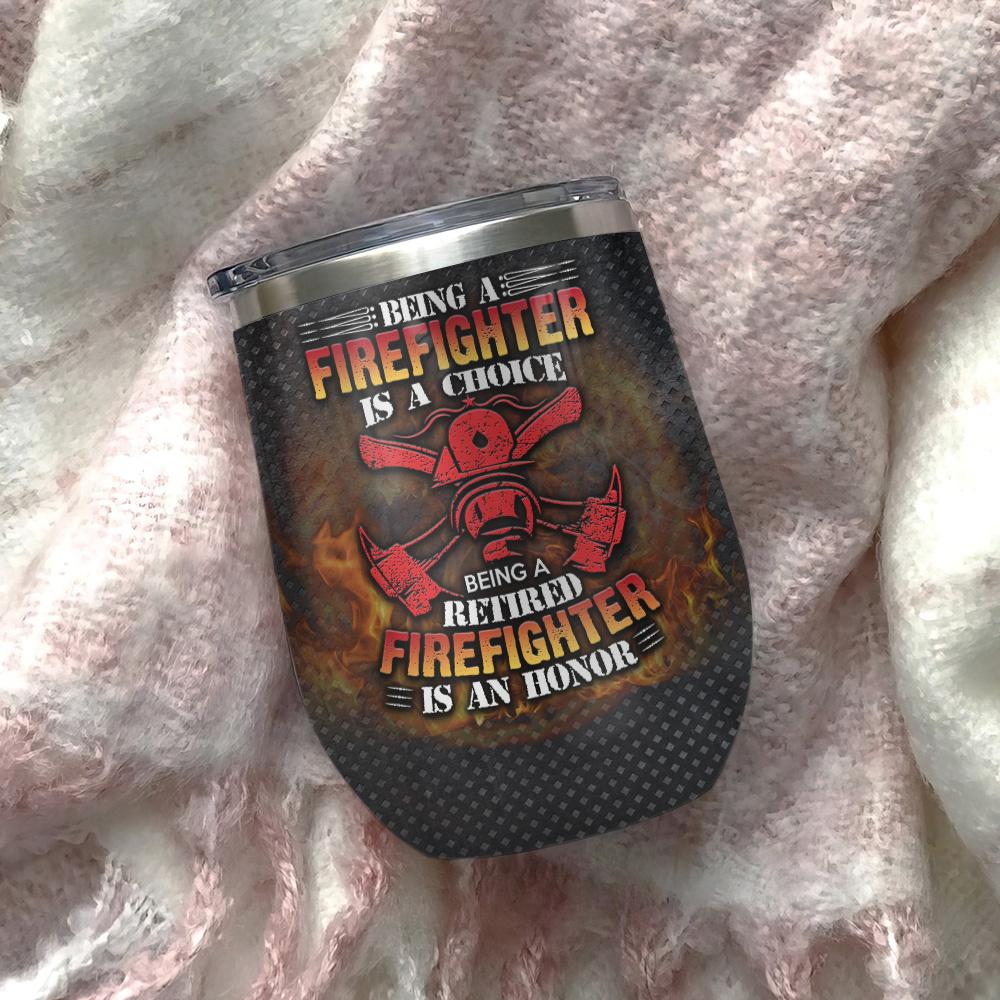 BEING A
FIREFIGHTER
IS A CHOICE
BEING A
RETIRED
FIREFIGHTER
IS AN HONOR